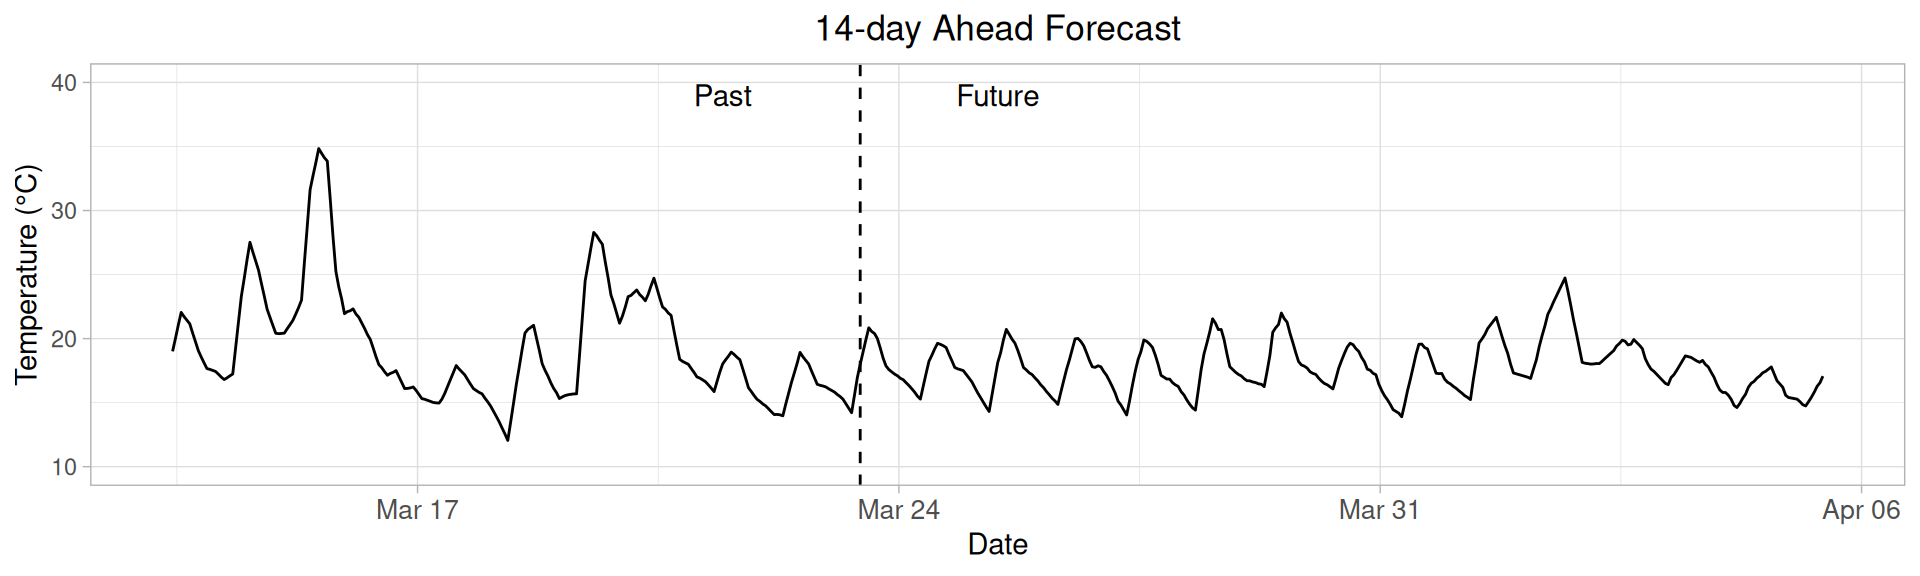 14-day Ahead Forecast
Past
Future
Temperature (°C)
40
30
20
10
Mar 17
Mar 24
Mar 31
Apr 06
Date